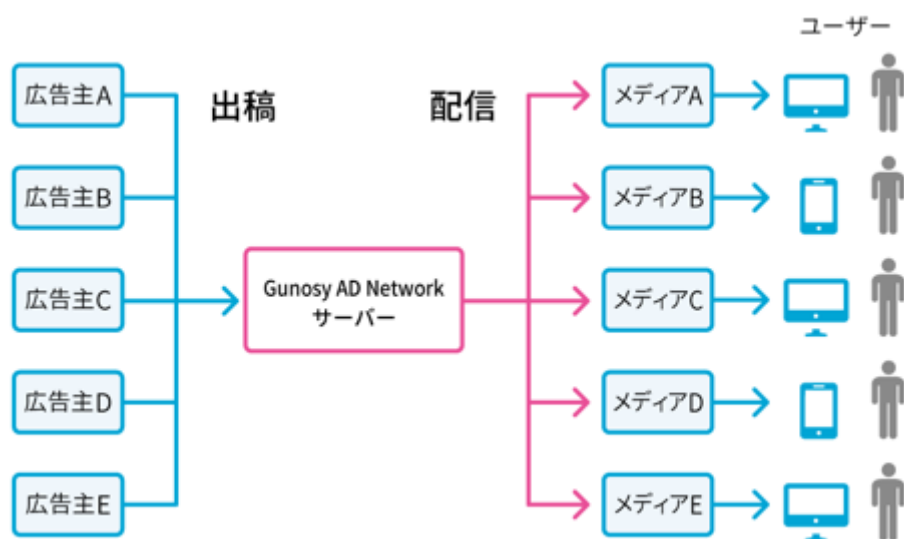 ユーザー
出稿
配信
広告主A
広告主B
広告主C
広告主D
広告主E
Gunosy AD Network
サーバー
メディアA
メディアB
メディアC
メディアD
メディアE